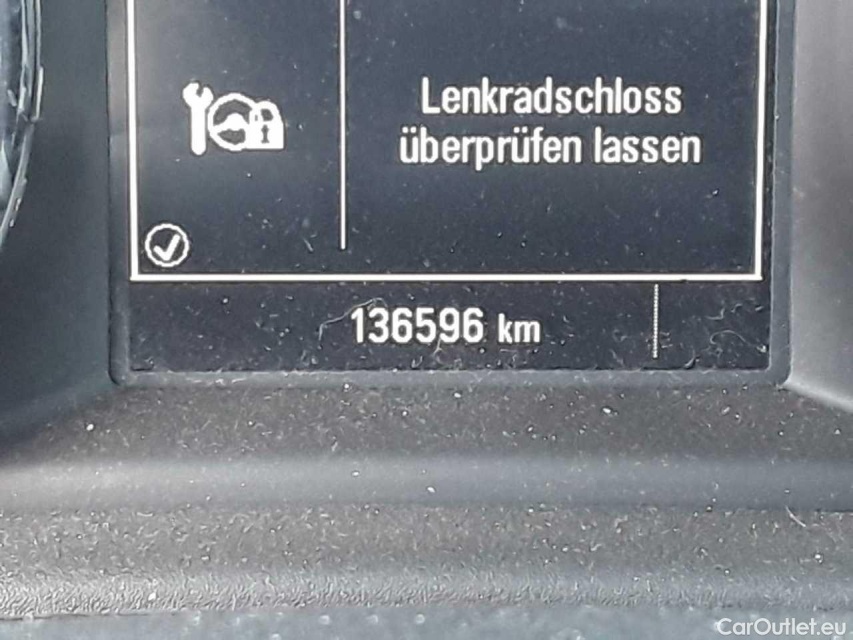 Lenkradschloss
überprüfen lassen
136596 km
CarOutlet.eu